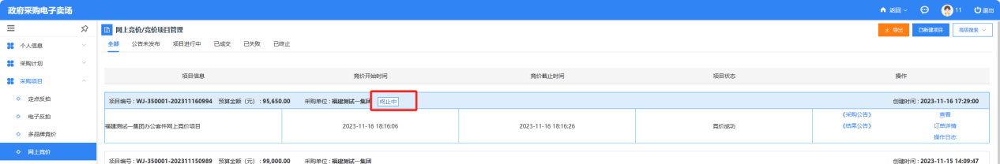 政府采购电子卖场
返回
11
退出
网上竞价/竞价项目管理
导出
新建项目
高级搜索
全部 公告未发布 项目进行中 已成交 已失败 已终止
个人信息
采购计划
采购项目
定点反拍
电子反拍
多品牌竞价
网上竞价
项目信息 竞价开始时间 竞价截止时间 项目状态 操作
项目编号：WJ-350001-202311160994 预算金额（元）：95,650.00 采购单位：福建测试一集团 终止中 创建时间：2023-11-16 17:29:00
福建测试一集团办公套件网上竞价项目 2023-11-16 18:16:06 2023-11-16 18:16:26 竞价成功 《采购公告》 查看
《结果公告》 订单详情
操作日志
项目编号：WJ-350001-202311150989 预算金额（元）：99,000.00 采购单位：福建测试一集团 创建时间：2023-11-15 14:09:47